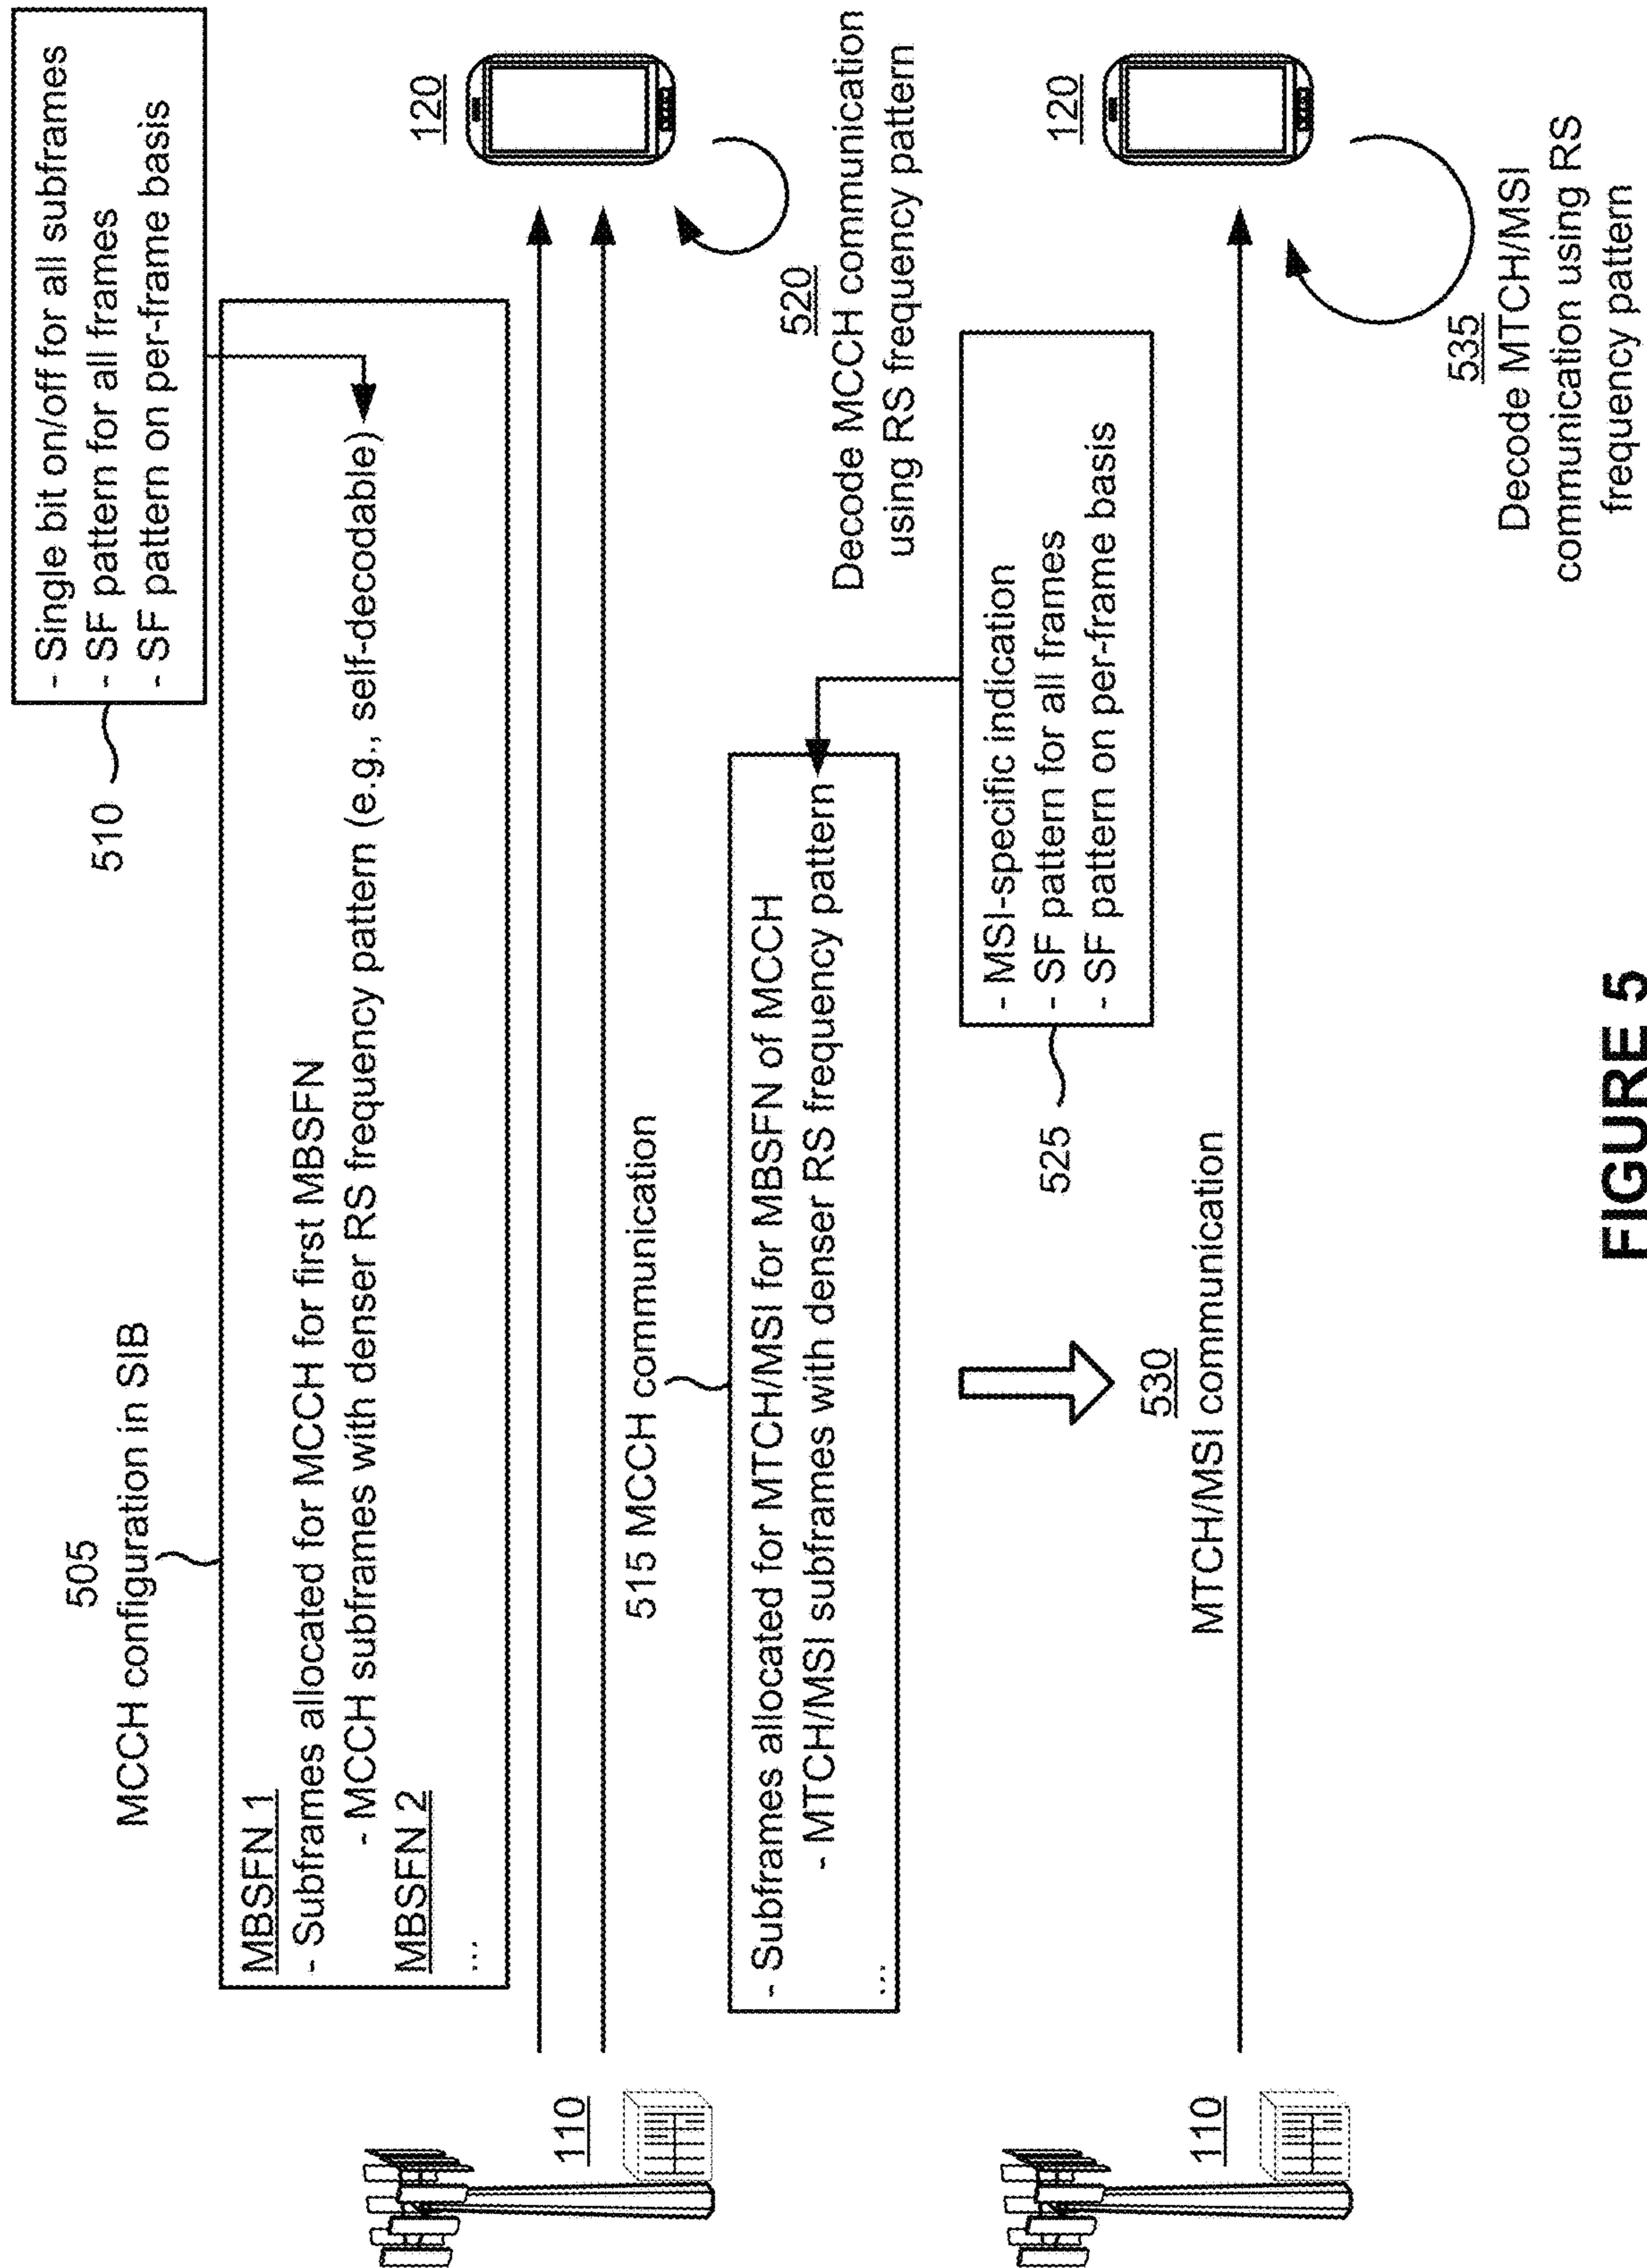 505
MCCH configuration in SIB
510
- Single bit on/off for all subframes
- SF pattern for all frames
- SF pattern on per-frame basis
MBSFN 1
- Subframes allocated for MCCH for first MBSFN
- MCCH subframes with denser RS frequency pattern (e.g., self-decodable)
MBSFN 2
...
110
120
515 MCCH communication
520
Decode MCCH communication
using RS frequency pattern
- Subframes allocated for MTCH/MSI for MBSFN of MCCH
- MTCH/MSI subframes with denser RS frequency pattern
...
525
- MSI-specific indication
- SF pattern for all frames
- SF pattern on per-frame basis
530
MTCH/MSI communication
110
120
535
Decode MTCH/MSI
communication using RS
frequency pattern
FIGURE 5